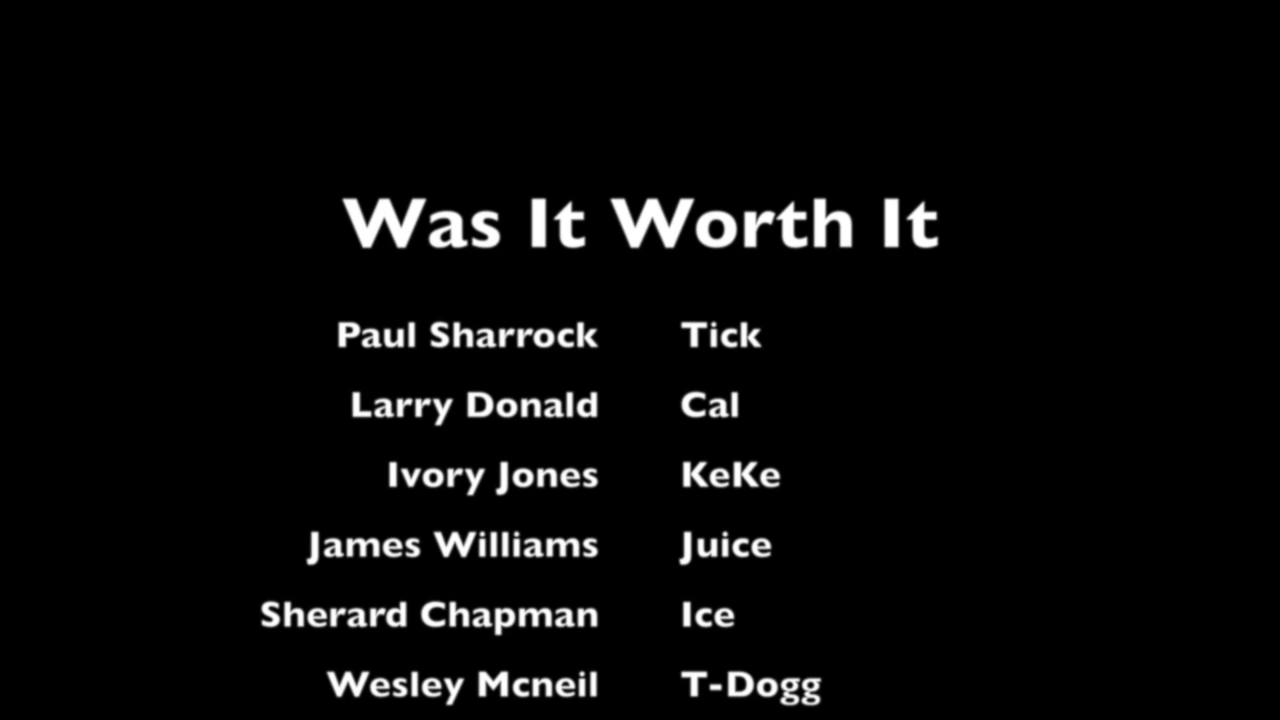 Was It Worth It
Paul Sharrock Tick
Larry Donald Cal
Ivory Jones KeKe
James Williams Juice
Sherard Chapman Ice
Wesley Mcneil T-Dogg